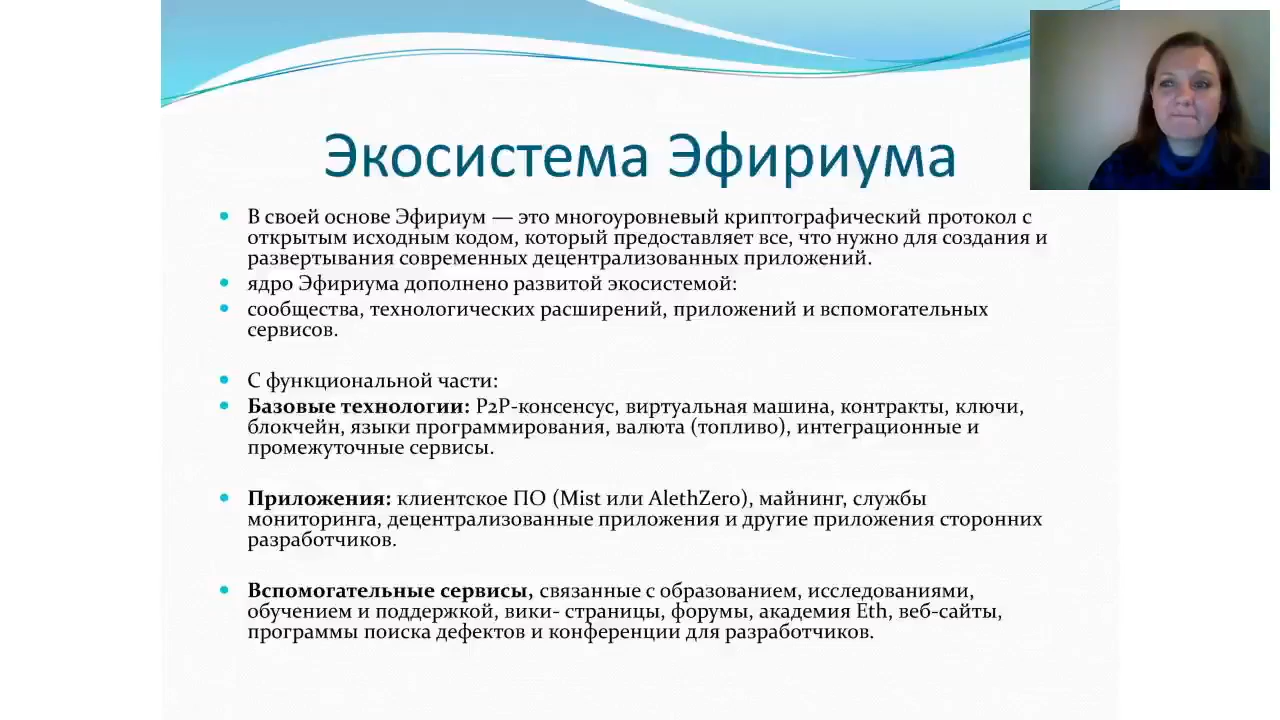 Экосистема Эфириума
В своей основе Эфириум — это многоуровневый криптографический протокол с
открытым исходным кодом, который предоставляет все, что нужно для создания и
развертывания современных децентрализованных приложений.
ядро Эфириума дополнено развитой экосистемой:
сообщества, технологических расширений, приложений и вспомогательных
сервисов.
С функциональной части:
Базовые технологии: P2P-консенсус, виртуальная машина, контракты, ключи,
блокчейн, языки программирования, валюта (топливо), интеграционные и
промежуточные сервисы.
Приложения: клиентское ПО (Mist или AlethZero), майнинг, службы
мониторинга, децентрализованные приложения и другие приложения сторонних
разработчиков.
Вспомогательные сервисы, связанные с образованием, исследованиями,
обучением и поддержкой, вики- страницы, форумы, академия Eth, веб-сайты,
программы поиска дефектов и конференции для разработчиков.